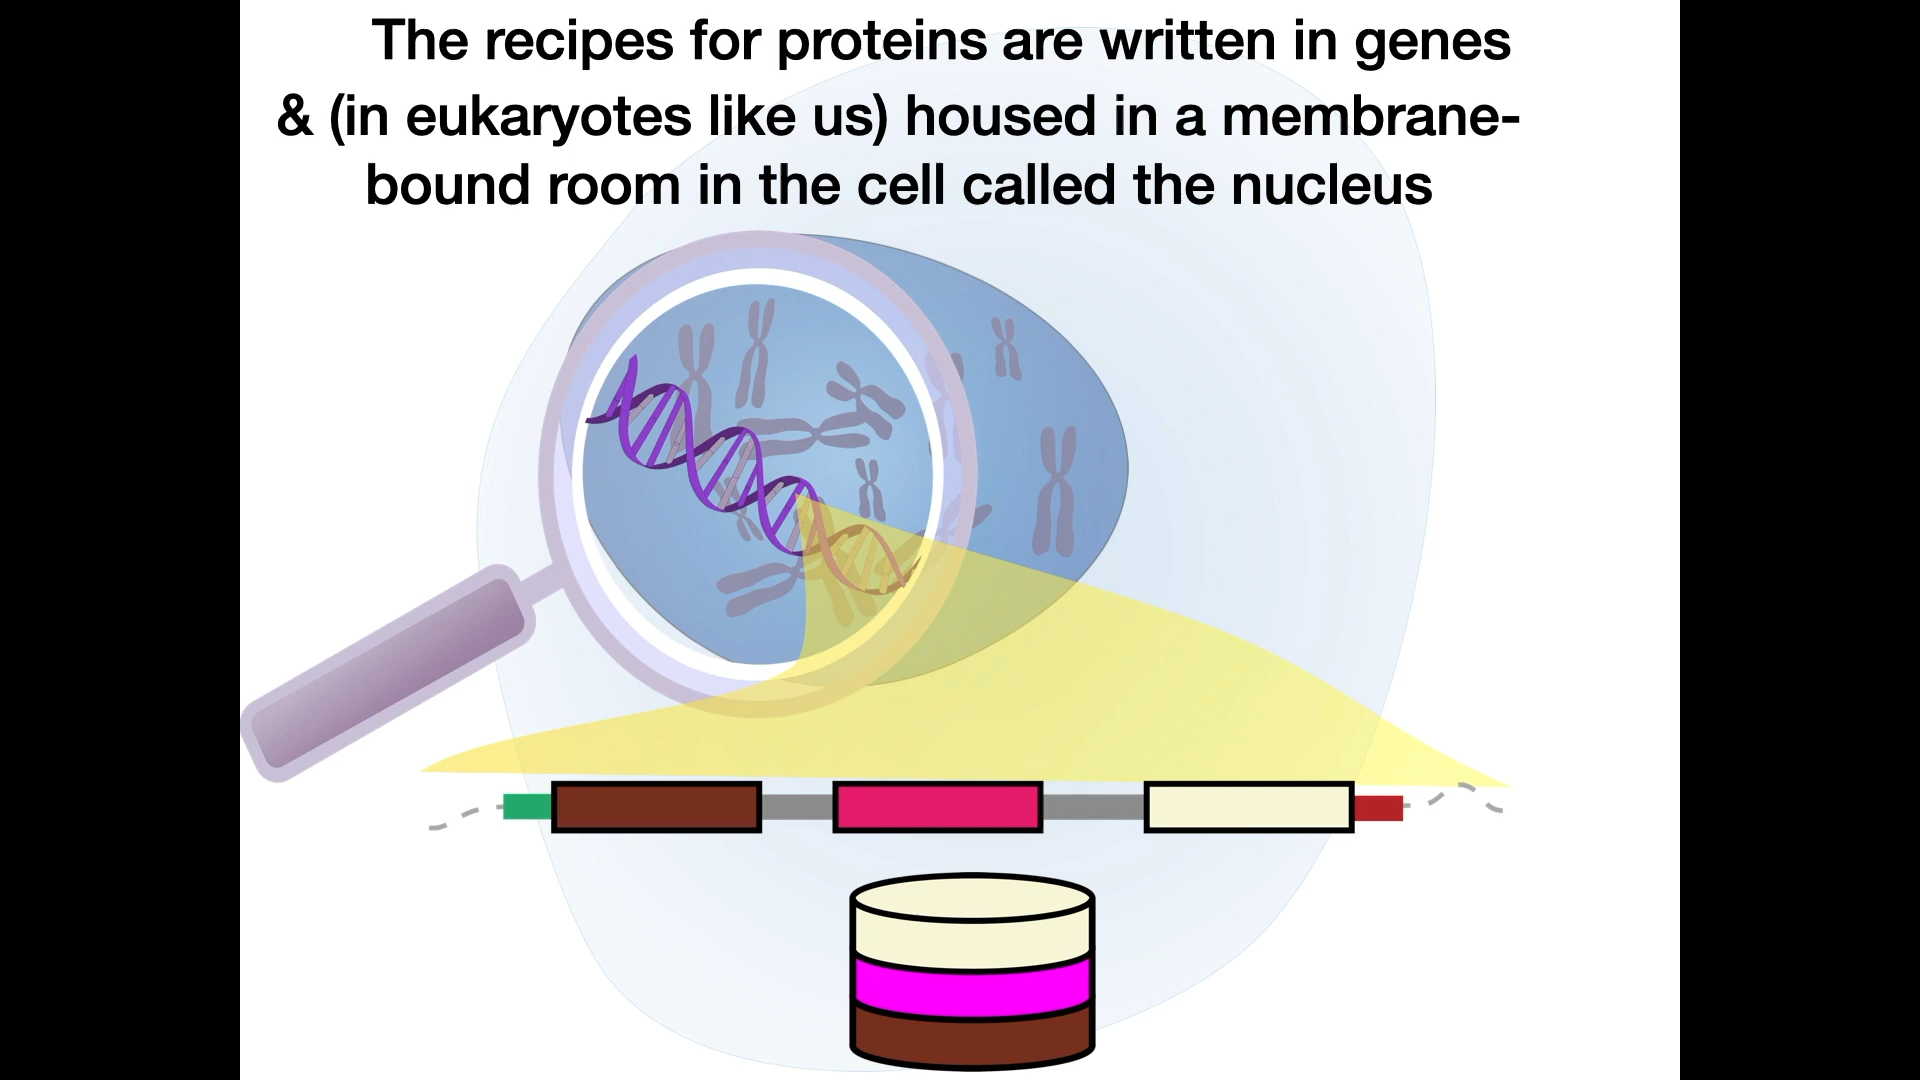 The recipes for proteins are written in genes
& (in eukaryotes like us) housed in a membrane-
bound room in the cell called the nucleus